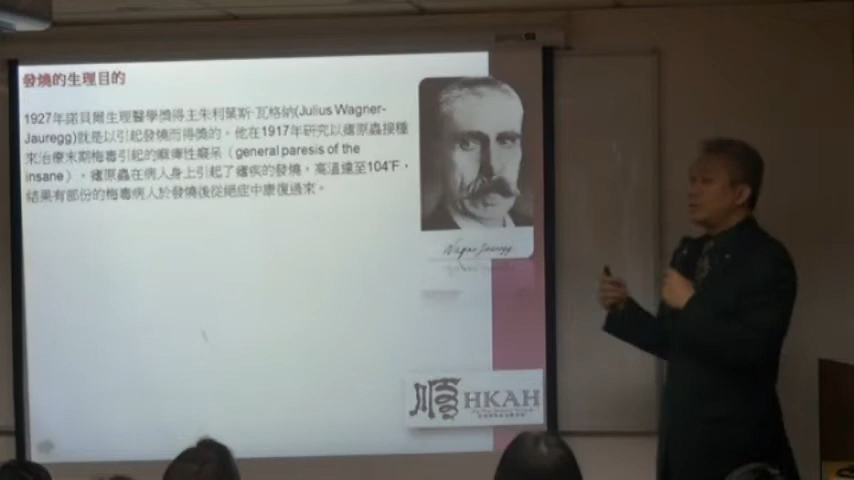 發燒的生理目的
1927年諾貝爾生理醫學獎得主朱利葉斯·瓦格納(Julius Wagner-
Jauregg)就是以引起發燒而得獎的。他在1917年研究以瘧原蟲接種
來治療末期梅毒引起的痲痺性癡呆（general paresis of the
insane）。瘧原蟲在病人身上引起了瘧疾的發燒，高溫達至104°F，
結果有部份的梅毒病人於發燒後從絕症中康復過來。
Wagner Jauregg
順 HKAH